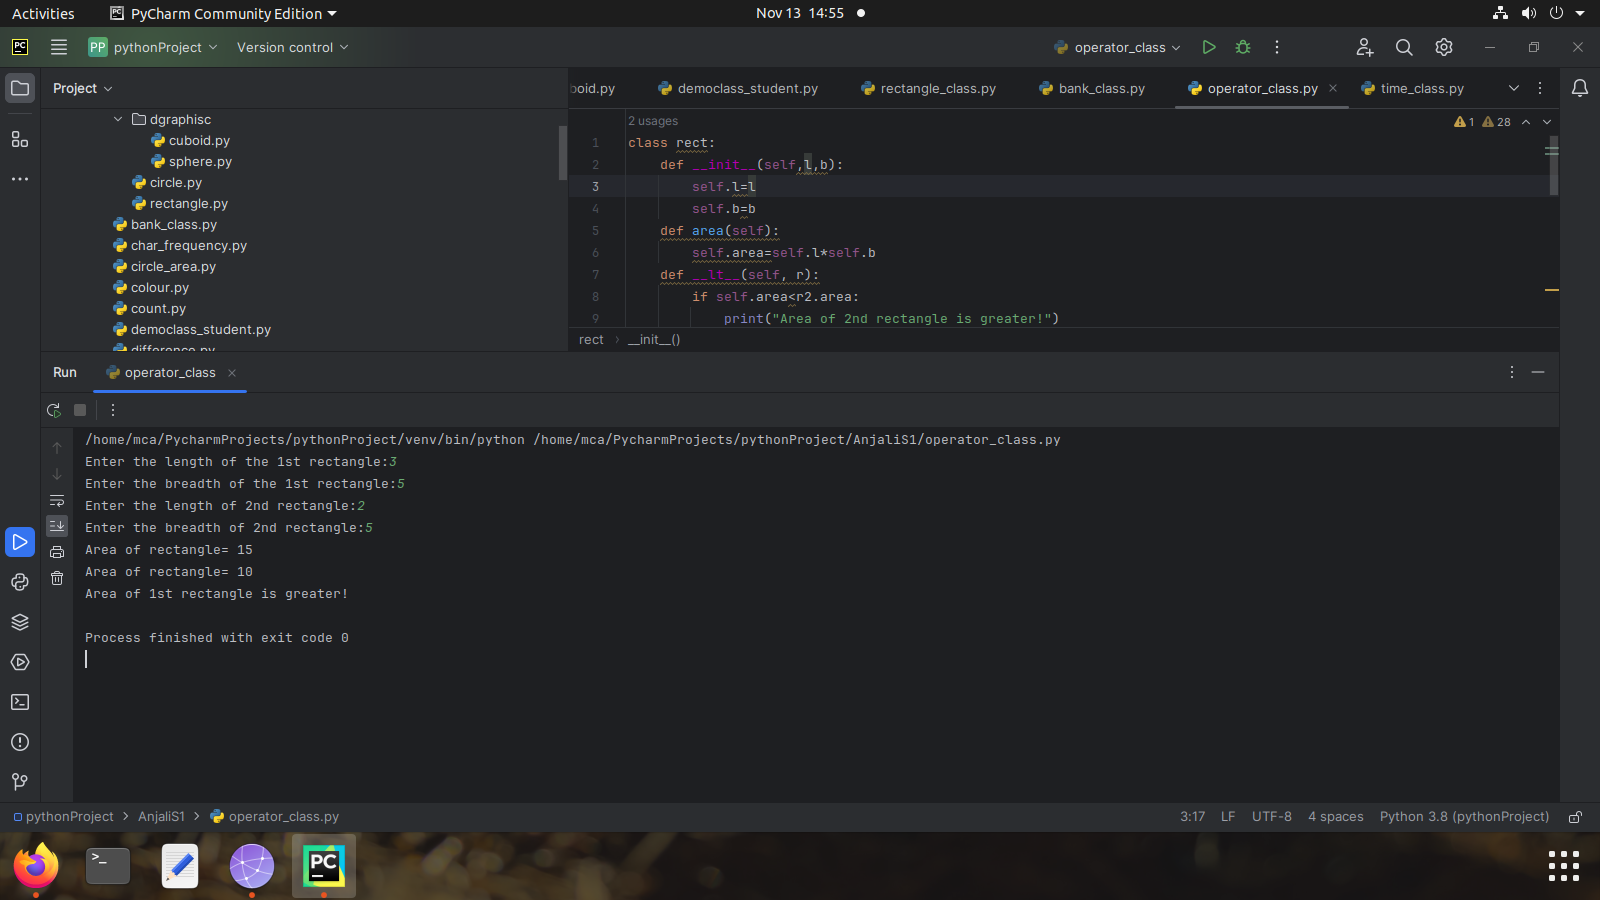 Activities PyCharm Community Edition Nov 13 14:55
PC PP pythonProject Version control operator_class
Project
dgraphisc
cuboid.py
sphere.py
circle.py
rectangle.py
bank_class.py
char_frequency.py
circle_area.py
colour.py
count.py
democlass_student.py
difference.py
boid.py democlass_student.py rectangle_class.py bank_class.py operator_class.py time_class.py
2 usages 1 28
1 class rect:
2 def __init__(self,l,b):
3 self.l=l
4 self.b=b
5 def area(self):
6 self.area=self.l*self.b
7 def __lt__(self, r):
8 if self.area<r2.area:
9 print("Area of 2nd rectangle is greater!")
rect › __init__()
Run operator_class
/home/mca/PycharmProjects/pythonProject/venv/bin/python /home/mca/PycharmProjects/pythonProject/AnjaliS1/operator_class.py
Enter the length of the 1st rectangle:3
Enter the breadth of the 1st rectangle:5
Enter the length of 2nd rectangle:2
Enter the breadth of 2nd rectangle:5
Area of rectangle= 15
Area of rectangle= 10
Area of 1st rectangle is greater!
Process finished with exit code 0
pythonProject › AnjaliS1 › operator_class.py 3:17 LF UTF-8 4 spaces Python 3.8 (pythonProject)
>_ PC